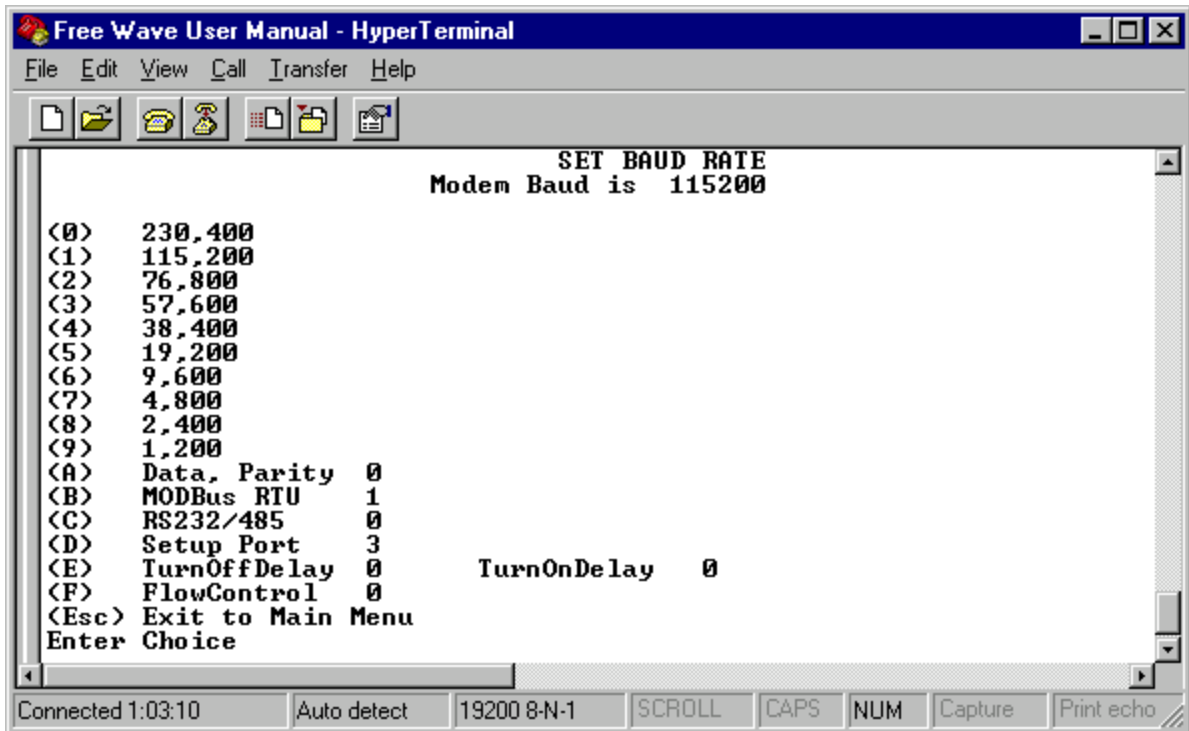 Free Wave User Manual - HyperTerminal
File Edit View Call Transfer Help
SET BAUD RATE
Modem Baud is 115200
(0) 230,400
(1) 115,200
(2) 76,800
(3) 57,600
(4) 38,400
(5) 19,200
(6) 9,600
(7) 4,800
(8) 2,400
(9) 1,200
(A) Data, Parity 0
(B) MODBus RTU 1
(C) RS232/485 0
(D) Setup Port 3
(E) TurnOffDelay 0 TurnOnDelay 0
(F) FlowControl 0
(Esc) Exit to Main Menu
Enter Choice
Connected 1:03:10 Auto detect 19200 8-N-1 SCROLL CAPS NUM Capture Print echo